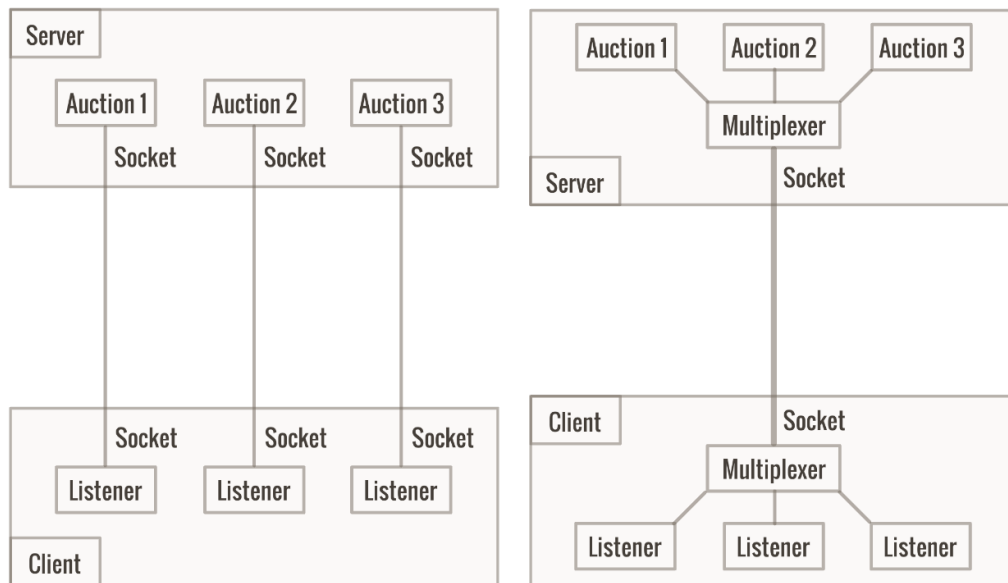 Server
Auction 1
Auction 2
Auction 3
Socket
Socket
Socket
Socket
Socket
Socket
Listener
Listener
Listener
Client
Auction 1
Auction 2
Auction 3
Multiplexer
Socket
Server
Client
Socket
Multiplexer
Listener
Listener
Listener